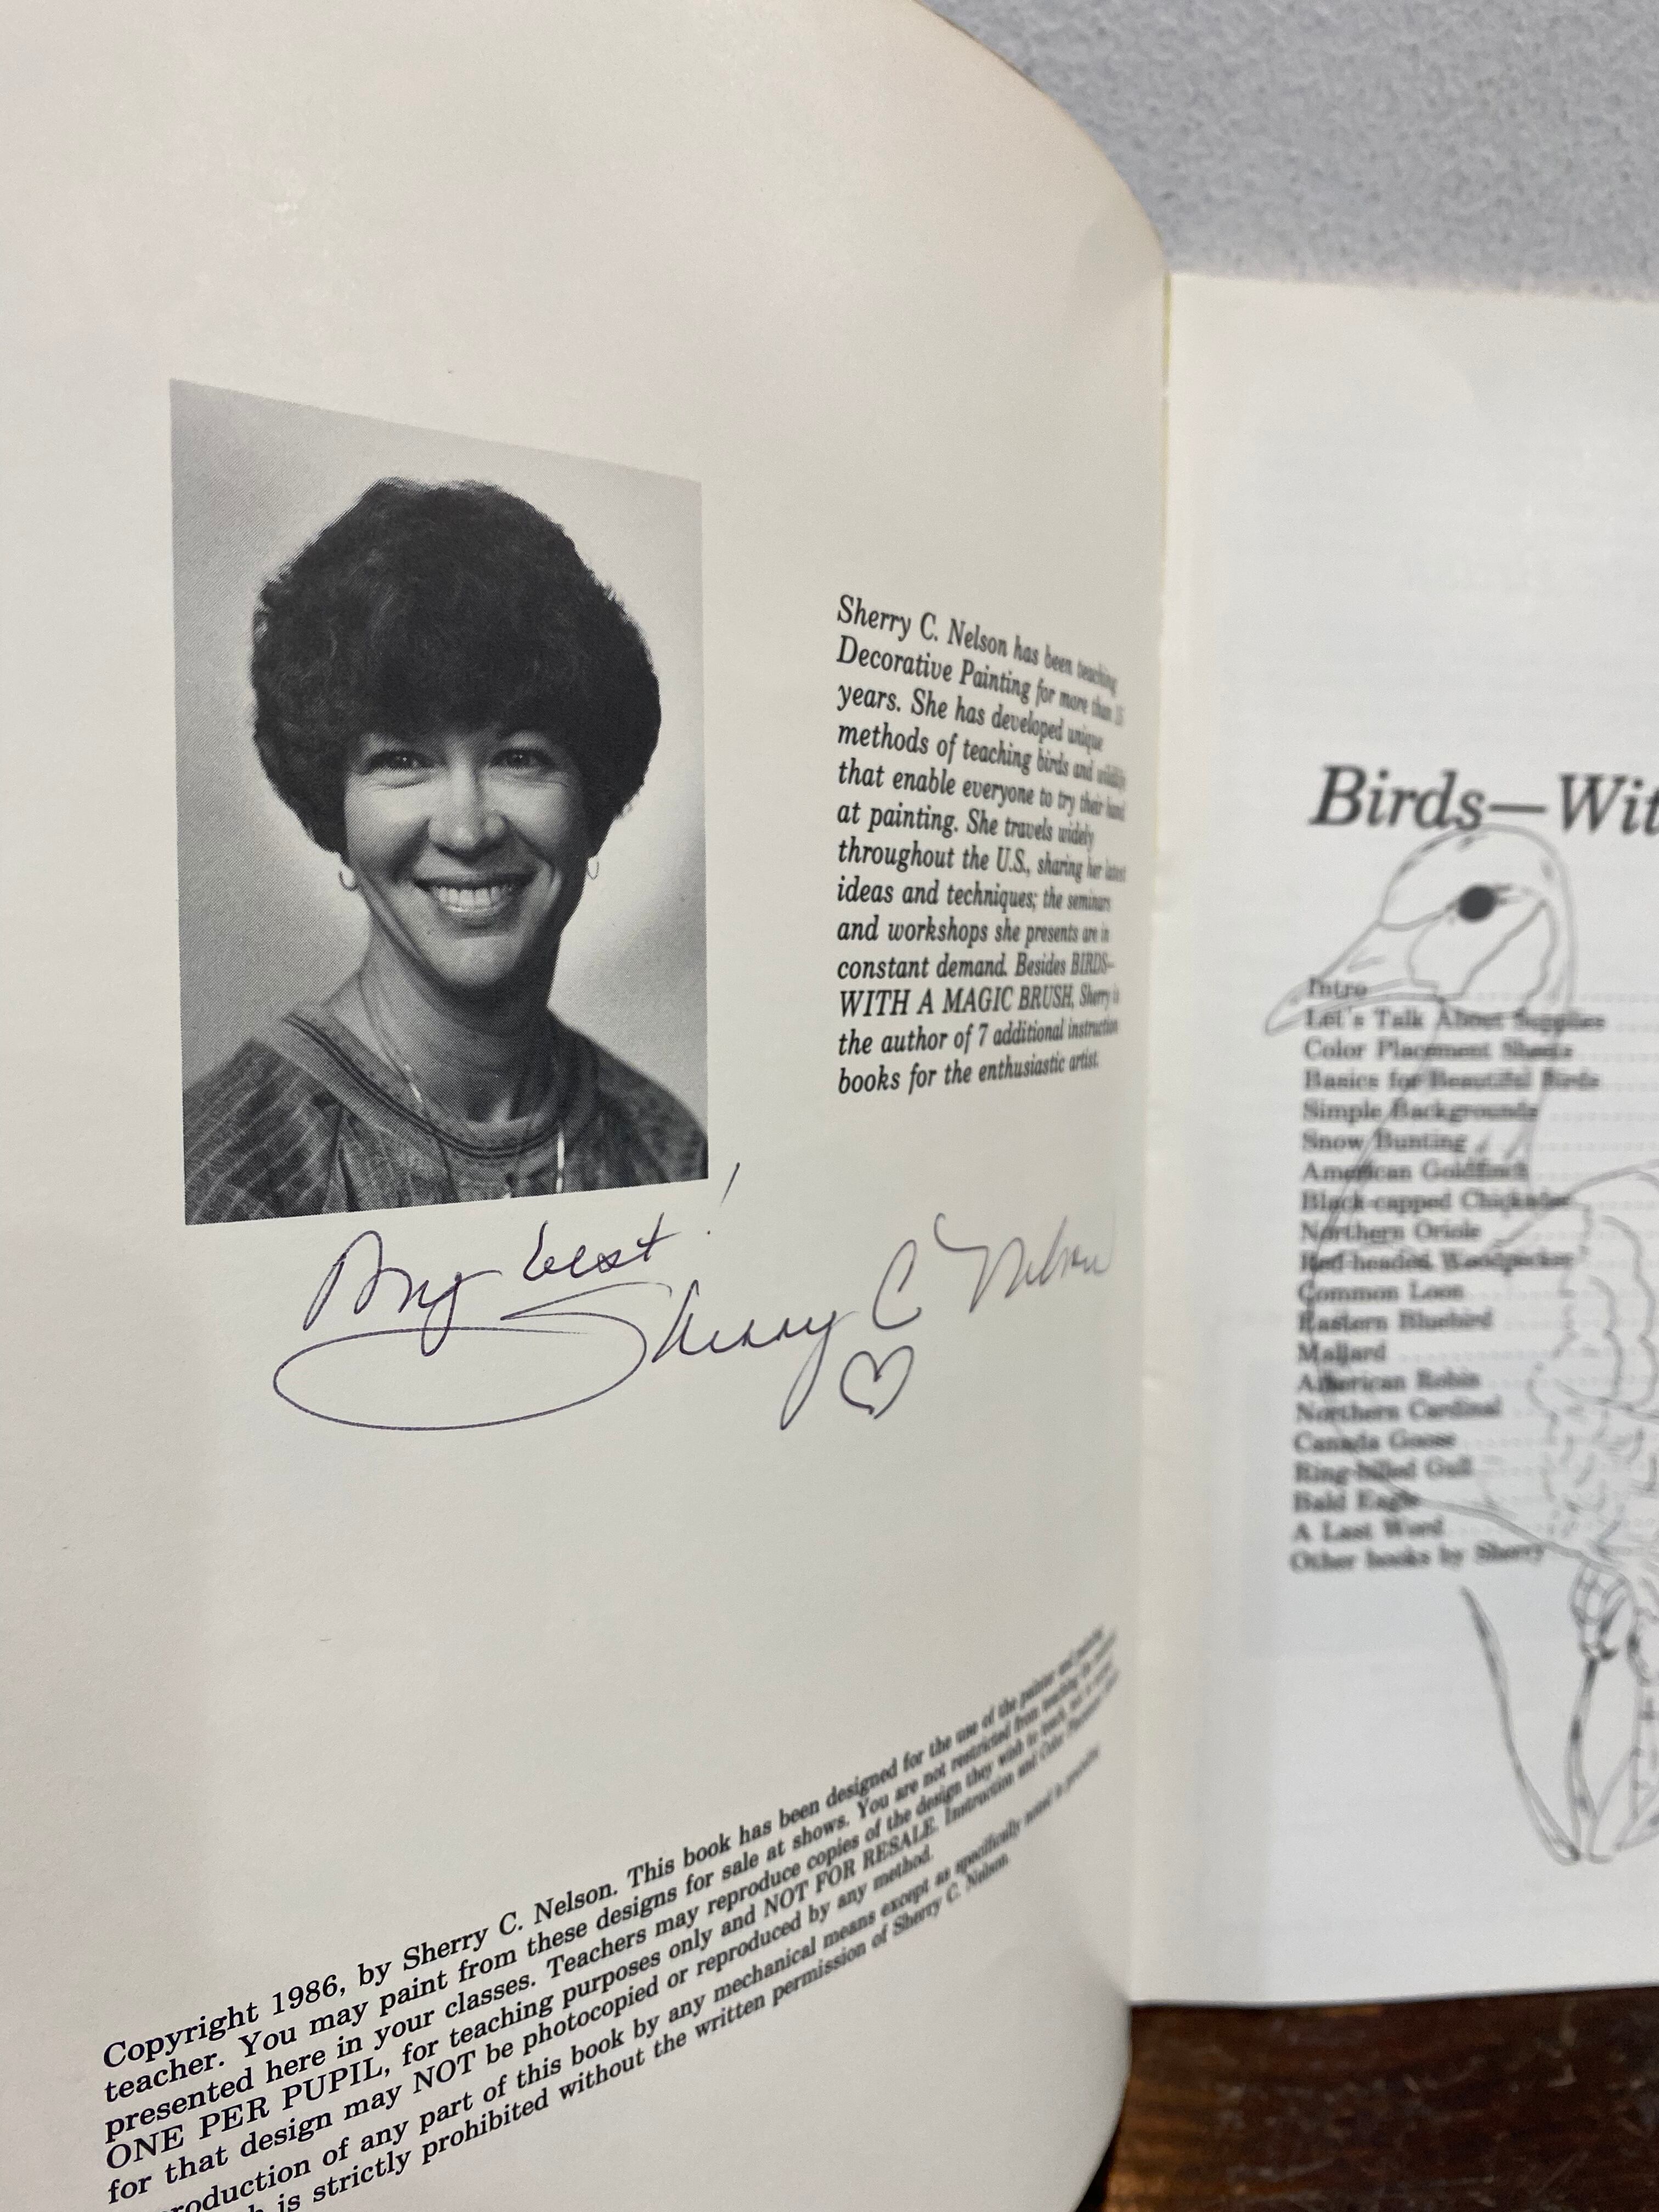 Sherry C. Nelson has been teaching
Decorative Painting for more than 15
years. She has developed unique
methods of teaching birds and wildlife
that enable everyone to try their hand
at painting. She travels widely
throughout the U.S., sharing her latest
ideas and techniques; the seminars
and workshops she presents are in
constant demand. Besides BIRDS—
WITH A MAGIC BRUSH, Sherry is
the author of 7 additional instruction
books for the enthusiastic artist.
My best!
Sherry C Nelson
Copyright 1986, by Sherry C. Nelson. This book has been designed for the use of the painter and
teacher. You may paint from these designs for sale at shows. You are not restricted from teaching the
presented here in your classes. Teachers may reproduce copies of the design they wish to teach,
ONE PER PUPIL, for teaching purposes only and NOT FOR RESALE. Instruction and Color
for that design may NOT be photocopied or reproduced by any method.
roduction of any part of this book by any mechanical means except as specifically noted is
is strictly prohibited without the written permission of Sherry C. Nelson
Birds—Wit
Intro
Let's Talk About Supplies
Color Placement Sheets
Basics for Beautiful Birds
Simple Backgrounds
Snow Bunting
American Goldfinch
Black-capped Chickadee
Northern Oriole
Red-headed Woodpecker
Common Loon
Eastern Bluebird
Mallard
American Robin
Northern Cardinal
Canada Goose
Ring-billed Gull
Bald Eagle
A Last Word
Other books by Sherry